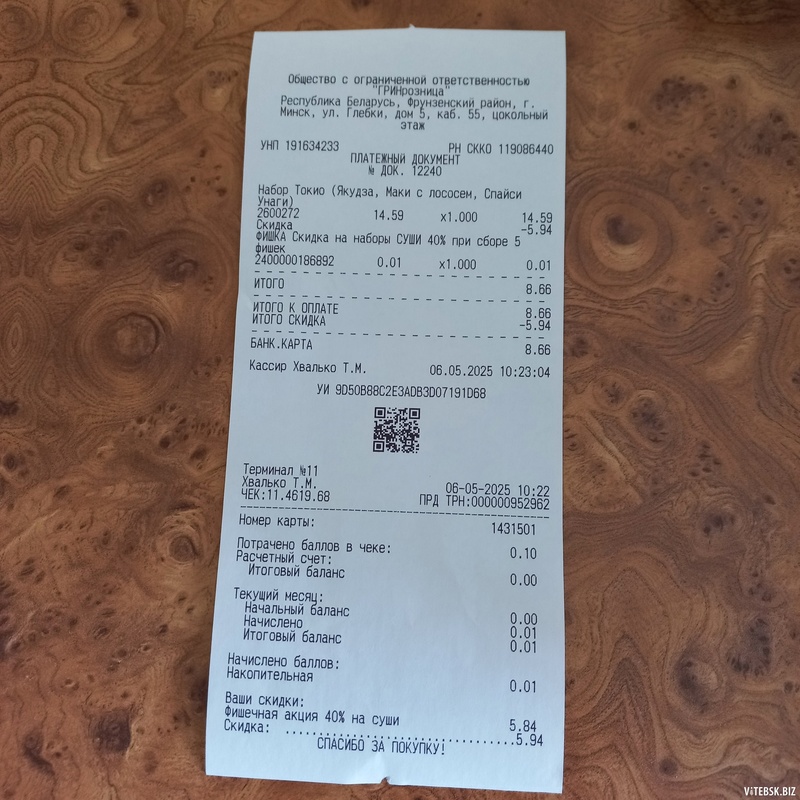 Общество с ограниченной ответственностью
"ГРИНрозница"
Республика Беларусь, Фрунзенский район, г.
Минск, ул. Глебки, дом 5, каб. 55, цокольный
этаж
УНП 191634233 РН СККО 119086440
ПЛАТЕЖНЫЙ ДОКУМЕНТ
№ ДОК. 12240
Набор Токио (Якудза, Маки с лососем, Спайси
Унаги)
2600272 14.59 x1.000 14.59
Скидка -5.94
ФИШКА Скидка на наборы СУШИ 40% при сборе 5
фишек
2400000186892 0.01 x1.000 0.01
ИТОГО 8.66
ИТОГО К ОПЛАТЕ 8.66
ИТОГО СКИДКА -5.94
БАНК.КАРТА 8.66
Кассир Хвалько Т.М. 06.05.2025 10:23:04
УИ 9D50B88C2E3ADB3D07191D68
Терминал №11
Хвалько Т.М. 06-05-2025 10:22
ЧЕК:11.4619.68 ПРД ТРН:000000952962
Номер карты: 1431501
Потрачено баллов в чеке: 0.10
Расчетный счет:
Итоговый баланс 0.00
Текущий месяц:
Начальный баланс 0.00
Начислено 0.01
Итоговый баланс 0.01
Начислено баллов:
Накопительная 0.01
Ваши скидки:
Фишечная акция 40% на суши 5.84
Скидка: ..................................5.94
СПАСИБО ЗА ПОКУПКУ!
ViTEBSK.BIZ